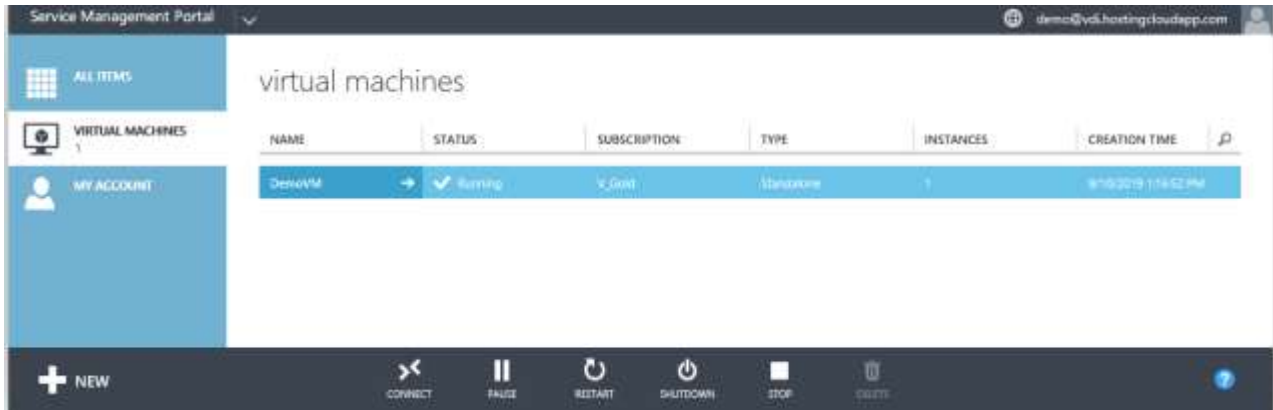 Service Management Portal
demo@vdi.hostingcloudapp.com
ALL ITEMS
VIRTUAL MACHINES
1
MY ACCOUNT
virtual machines
NAME STATUS SUBSCRIPTION TYPE INSTANCES CREATION TIME
DemoVM Running V_Gold Standalone 1
NEW
CONNECT PAUSE RESTART SHUTDOWN STOP DELETE
?